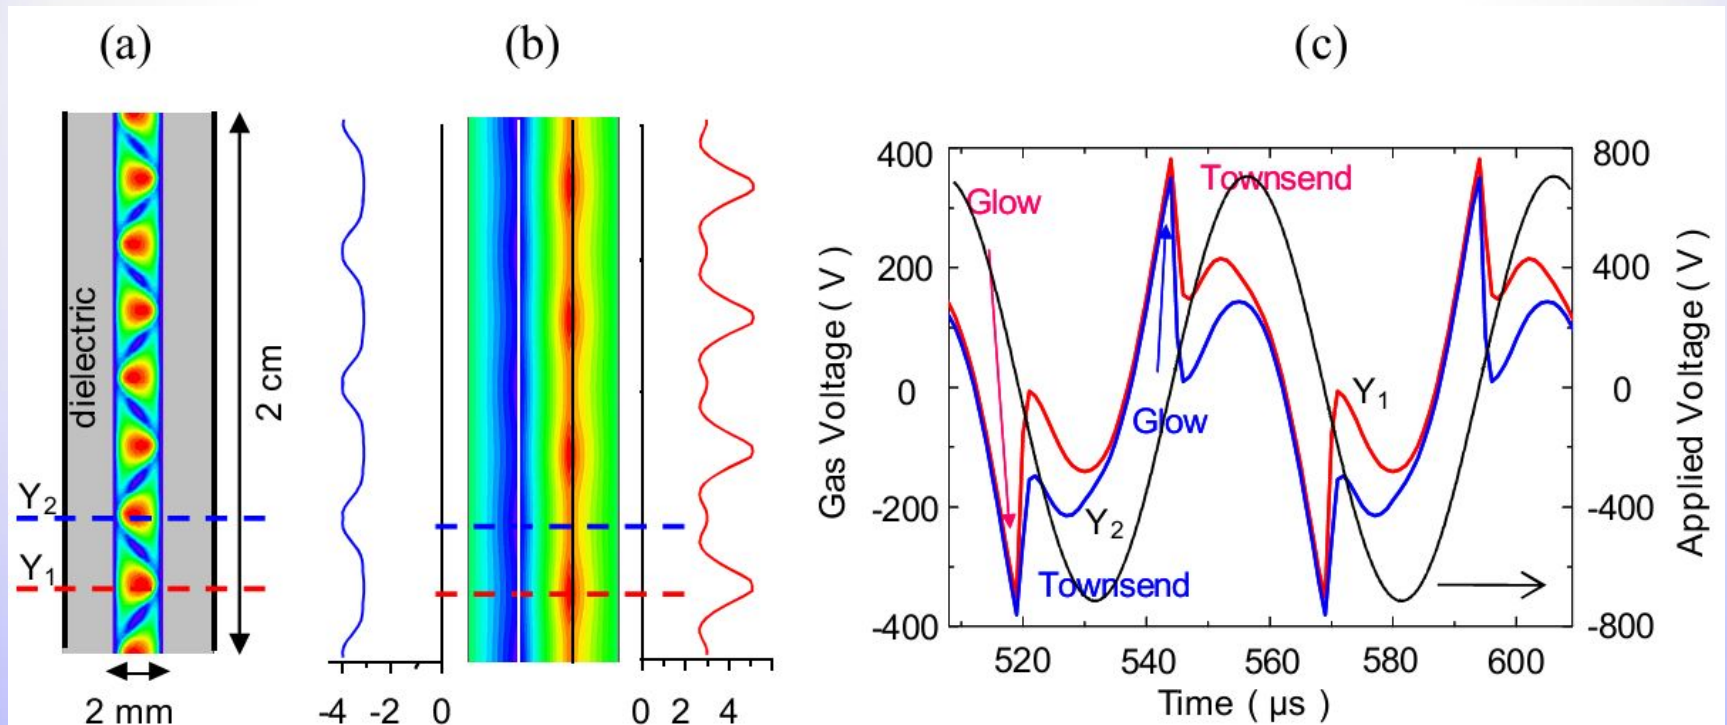 (a)
(b)
(c)
dielectric
2 cm
Y2
Y1
2 mm
-4 -2 0
0 2 4
Gas Voltage ( V )
400
200
0
-200
-400
Glow
Townsend
Glow
Y1
Y2
Townsend
800
400
0
-400
-800
Applied Voltage ( V )
520 540 560 580 600
Time ( μs )